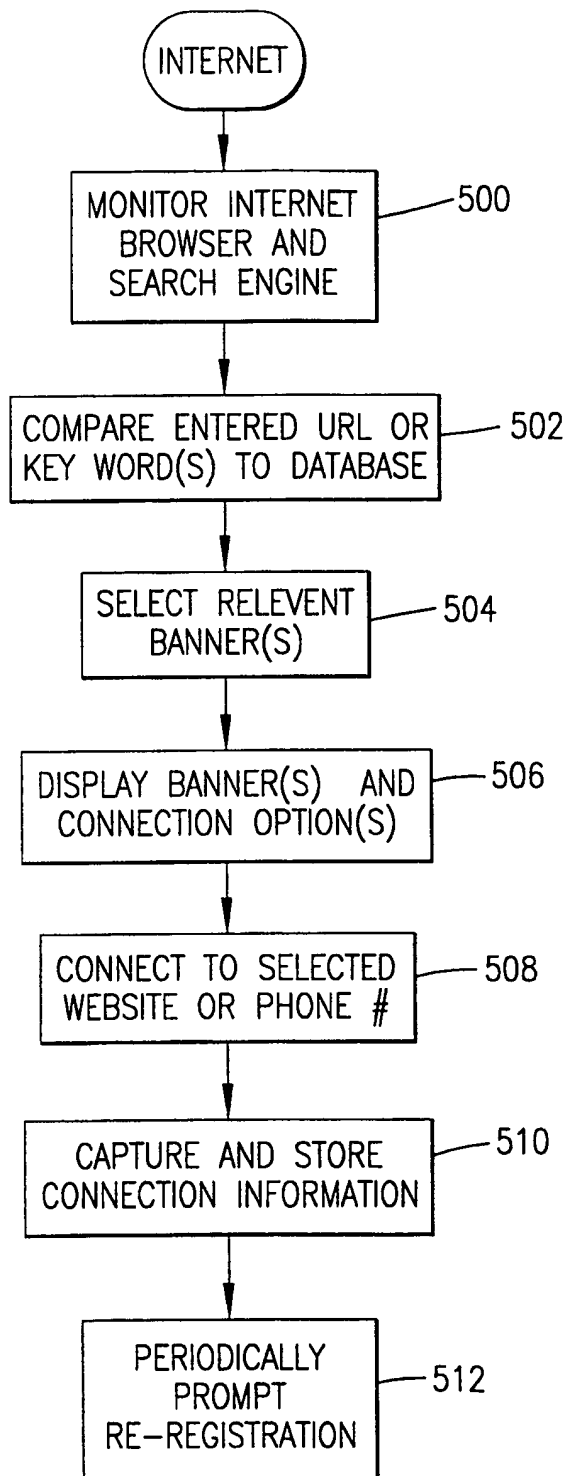 INTERNET
MONITOR INTERNET
BROWSER AND
SEARCH ENGINE
500
COMPARE ENTERED URL OR
KEY WORD(S) TO DATABASE
502
SELECT RELEVENT
BANNER(S)
504
DISPLAY BANNER(S) AND
CONNECTION OPTION(S)
506
CONNECT TO SELECTED
WEBSITE OR PHONE #
508
CAPTURE AND STORE
CONNECTION INFORMATION
510
PERIODICALLY
PROMPT
RE-REGISTRATION
512